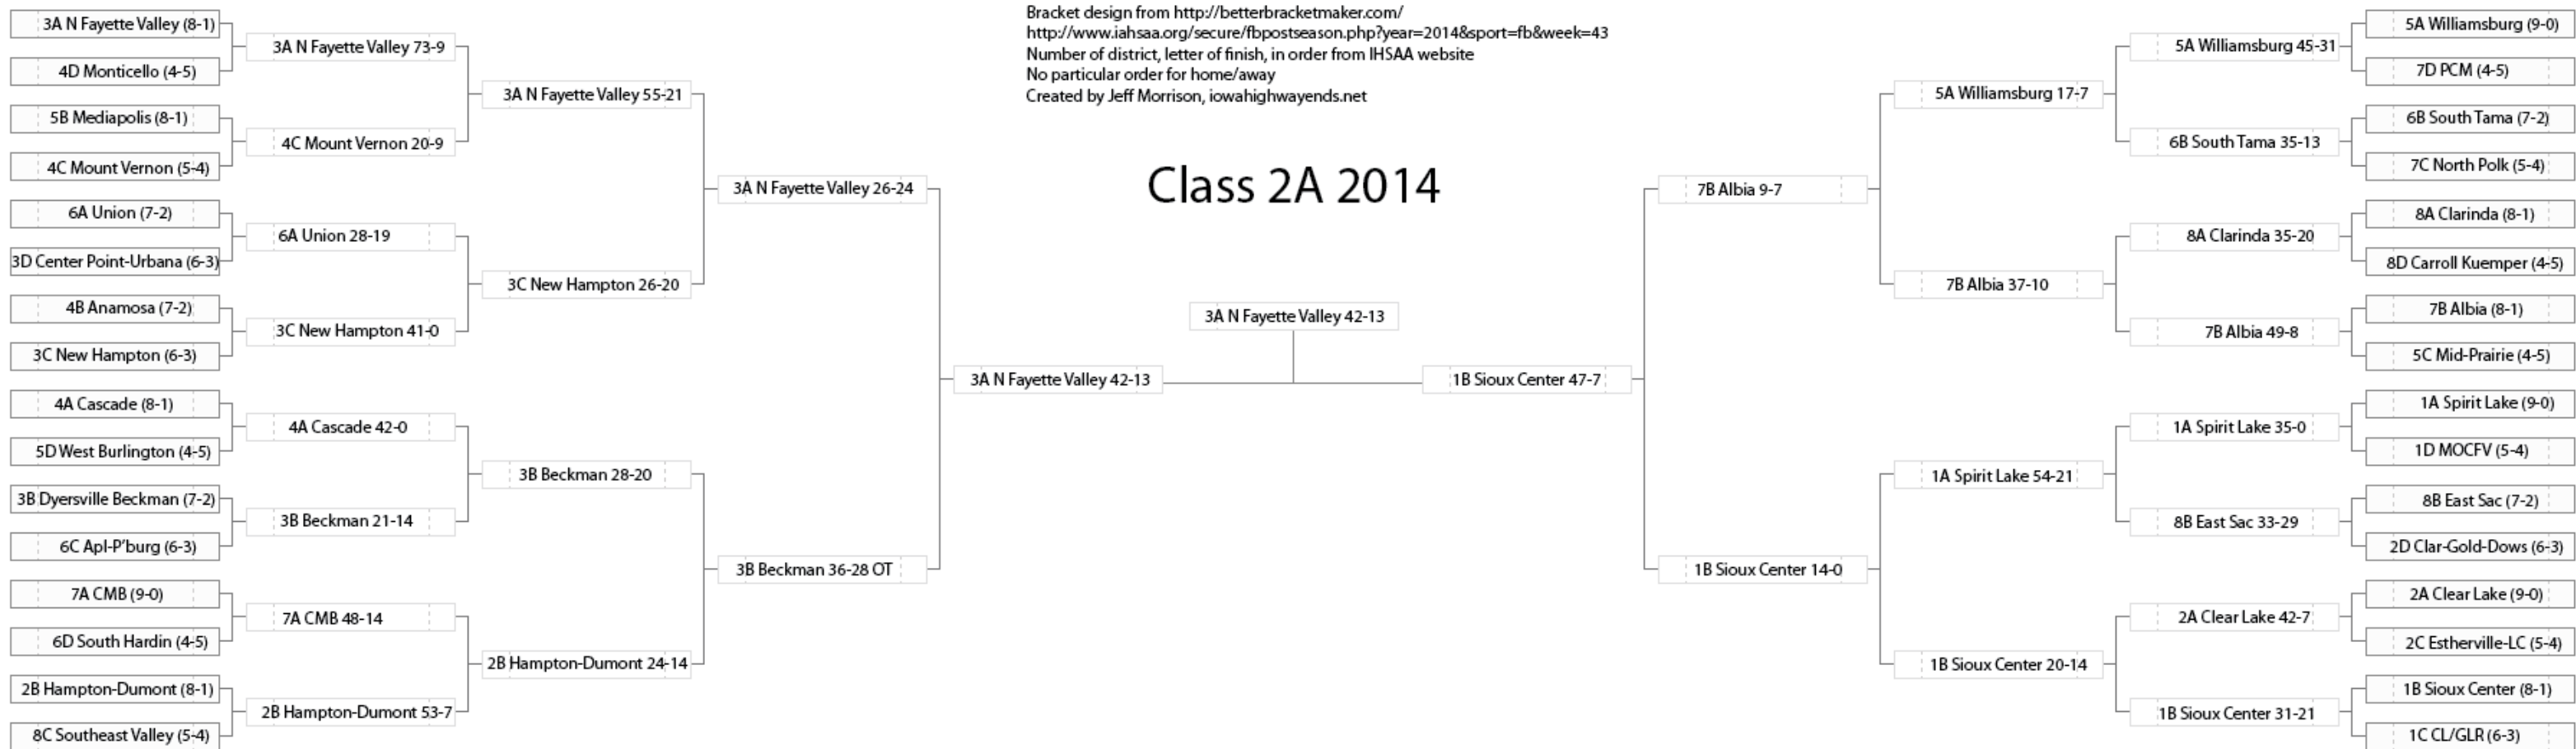 Bracket design from http://betterbracketmaker.com/
http://www.iahsaa.org/secure/fbpostseason.php?year=2014&sport=fb&week=43
Number of district, letter of finish, in order from IHSAA website
No particular order for home/away
Created by Jeff Morrison, iowahighwayends.net
Class 2A 2014
3A N Fayette Valley (8-1)
4D Monticello (4-5)
5B Mediapolis (8-1)
4C Mount Vernon (5-4)
6A Union (7-2)
3D Center Point-Urbana (6-3)
4B Anamosa (7-2)
3C New Hampton (6-3)
4A Cascade (8-1)
5D West Burlington (4-5)
3B Dyersville Beckman (7-2)
6C Apl-P'burg (6-3)
7A CMB (9-0)
6D South Hardin (4-5)
2B Hampton-Dumont (8-1)
8C Southeast Valley (5-4)
3A N Fayette Valley 73-9
4C Mount Vernon 20-9
6A Union 28-19
3C New Hampton 41-0
4A Cascade 42-0
3B Beckman 21-14
7A CMB 48-14
2B Hampton-Dumont 53-7
3A N Fayette Valley 55-21
3C New Hampton 26-20
3B Beckman 28-20
2B Hampton-Dumont 24-14
3A N Fayette Valley 26-24
3B Beckman 36-28 OT
3A N Fayette Valley 42-13
3A N Fayette Valley 42-13
1B Sioux Center 47-7
7B Albia 9-7
1B Sioux Center 14-0
5A Williamsburg 17-7
7B Albia 37-10
1A Spirit Lake 54-21
1B Sioux Center 20-14
5A Williamsburg 45-31
6B South Tama 35-13
8A Clarinda 35-20
7B Albia 49-8
1A Spirit Lake 35-0
8B East Sac 33-29
2A Clear Lake 42-7
1B Sioux Center 31-21
5A Williamsburg (9-0)
7D PCM (4-5)
6B South Tama (7-2)
7C North Polk (5-4)
8A Clarinda (8-1)
8D Carroll Kuemper (4-5)
7B Albia (8-1)
5C Mid-Prairie (4-5)
1A Spirit Lake (9-0)
1D MOCFV (5-4)
8B East Sac (7-2)
2D Clar-Gold-Dows (6-3)
2A Clear Lake (9-0)
2C Estherville-LC (5-4)
1B Sioux Center (8-1)
1C CL/GLR (6-3)